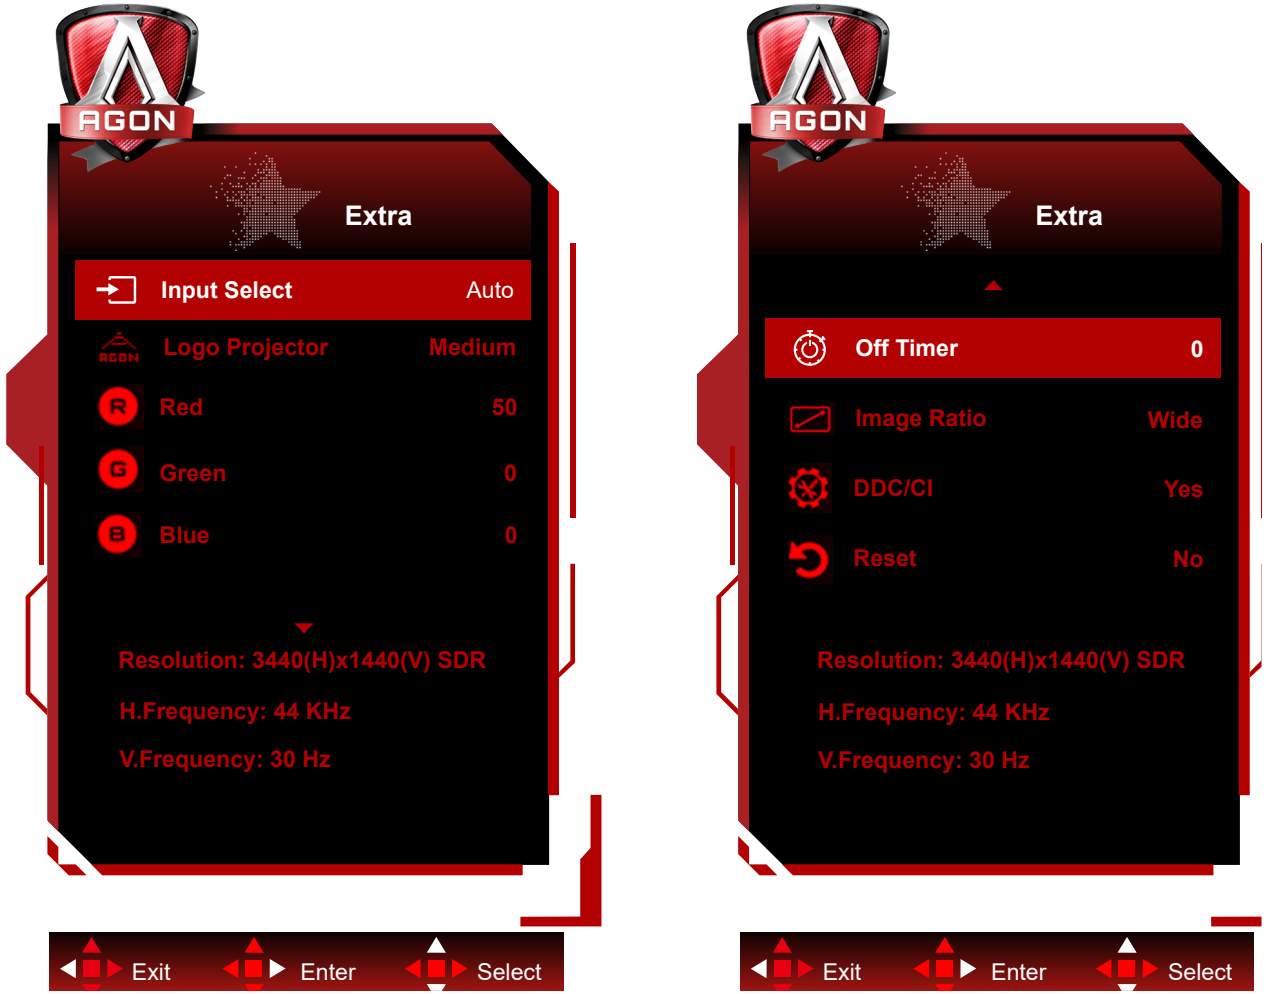 AGON
Extra
Input Select Auto
AGON Logo Projector Medium
R Red 50
G Green 0
B Blue 0
Resolution: 3440(H)x1440(V) SDR
H.Frequency: 44 KHz
V.Frequency: 30 Hz
Exit Enter Select
AGON
Extra
Off Timer 0
Image Ratio Wide
DDC/CI Yes
Reset No
Resolution: 3440(H)x1440(V) SDR
H.Frequency: 44 KHz
V.Frequency: 30 Hz
Exit Enter Select